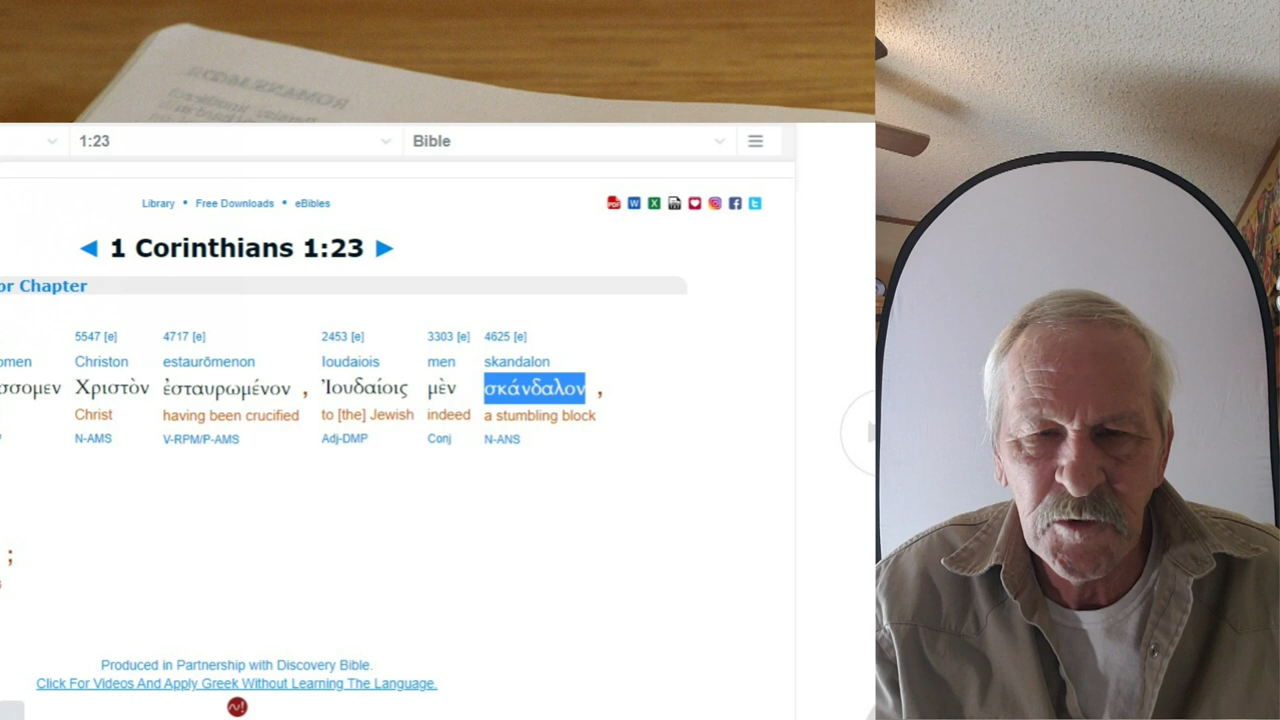 1:23
Bible
Library • Free Downloads • eBibles
◄ 1 Corinthians 1:23 ►
or Chapter
5547 [e] 4717 [e] 2453 [e] 3303 [e] 4625 [e]
omen Christon estaurōmenon Ioudaiois men skandalon
σσομεν Χριστὸν ἐσταυρωμένον , Ἰουδαίοις μὲν σκάνδαλον ,
Christ having been crucified to [the] Jewish indeed a stumbling block
N-AMS V-RPM/P-AMS Adj-DMP Conj N-ANS
;
Produced in Partnership with Discovery Bible.
Click For Videos And Apply Greek Without Learning The Language.